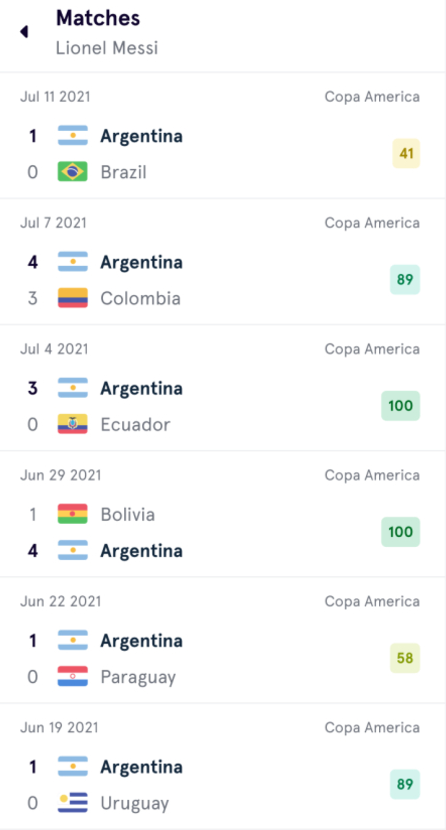 Matches
Lionel Messi
Jul 11 2021 Copa America
1 Argentina
41
0 Brazil
Jul 7 2021 Copa America
4 Argentina
89
3 Colombia
Jul 4 2021 Copa America
3 Argentina
100
0 Ecuador
Jun 29 2021 Copa America
1 Bolivia
100
4 Argentina
Jun 22 2021 Copa America
1 Argentina
58
0 Paraguay
Jun 19 2021 Copa America
1 Argentina
89
0 Uruguay